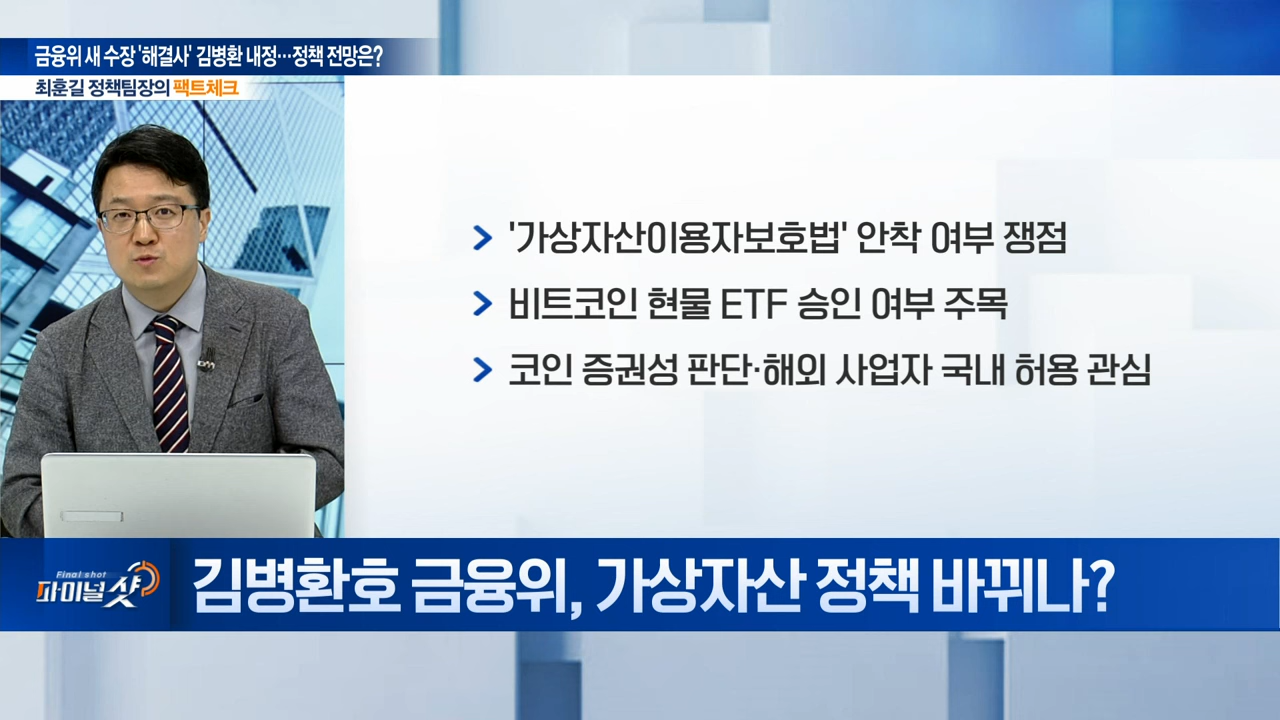 금융위 새 수장 '해결사' 김병환 내정…정책 전망은?
최훈길 정책팀장의 팩트체크
'가상자산이용자보호법' 안착 여부 쟁점
비트코인 현물 ETF 승인 여부 주목
코인 증권성 판단·해외 사업자 국내 허용 관심
Final shot
파이널 샷
김병환호 금융위, 가상자산 정책 바뀌나?